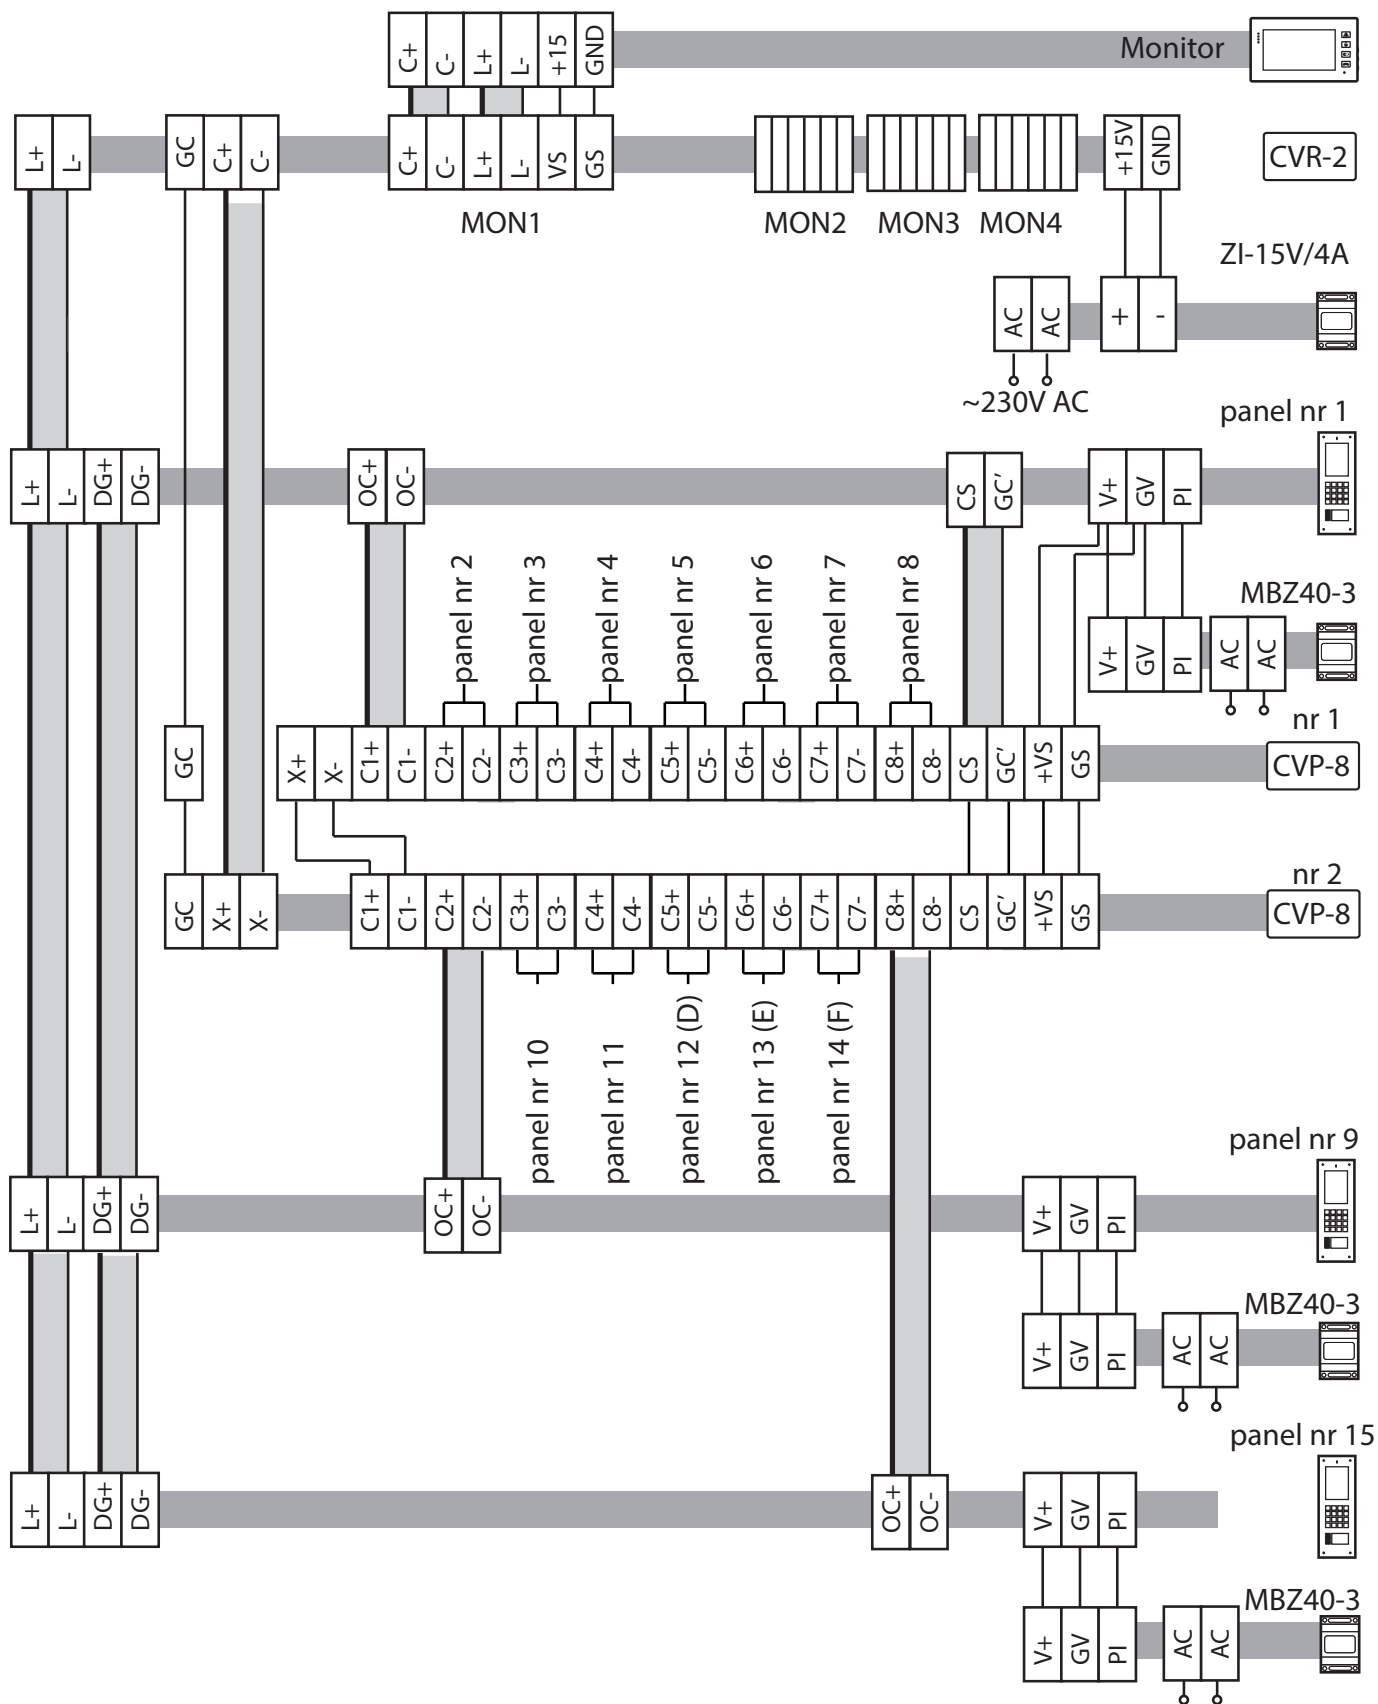 C+ C- L+ L- +15 GND Monitor
L+ L- GC C+ C- C+ C- L+ L- VS GS +15V GND CVR-2
MON1 MON2 MON3 MON4
ZI-15V/4A
AC AC + -
~230V AC
panel nr 1
L+ L- DG+ DG- OC+ OC- CS GC' V+ GV PI
panel nr 2 panel nr 3 panel nr 4 panel nr 5 panel nr 6 panel nr 7 panel nr 8
MBZ40-3
V+ GV PI AC AC
nr 1
GC X+ X- C1+ C1- C2+ C2- C3+ C3- C4+ C4- C5+ C5- C6+ C6- C7+ C7- C8+ C8- CS GC' +VS GS CVP-8
nr 2
GC X+ X- C1+ C1- C2+ C2- C3+ C3- C4+ C4- C5+ C5- C6+ C6- C7+ C7- C8+ C8- CS GC' +VS GS CVP-8
panel nr 10 panel nr 11 panel nr 12 (D) panel nr 13 (E) panel nr 14 (F)
panel nr 9
L+ L- DG+ DG- OC+ OC- V+ GV PI
MBZ40-3
V+ GV PI AC AC
panel nr 15
L+ L- DG+ DG- OC+ OC- V+ GV PI
MBZ40-3
V+ GV PI AC AC